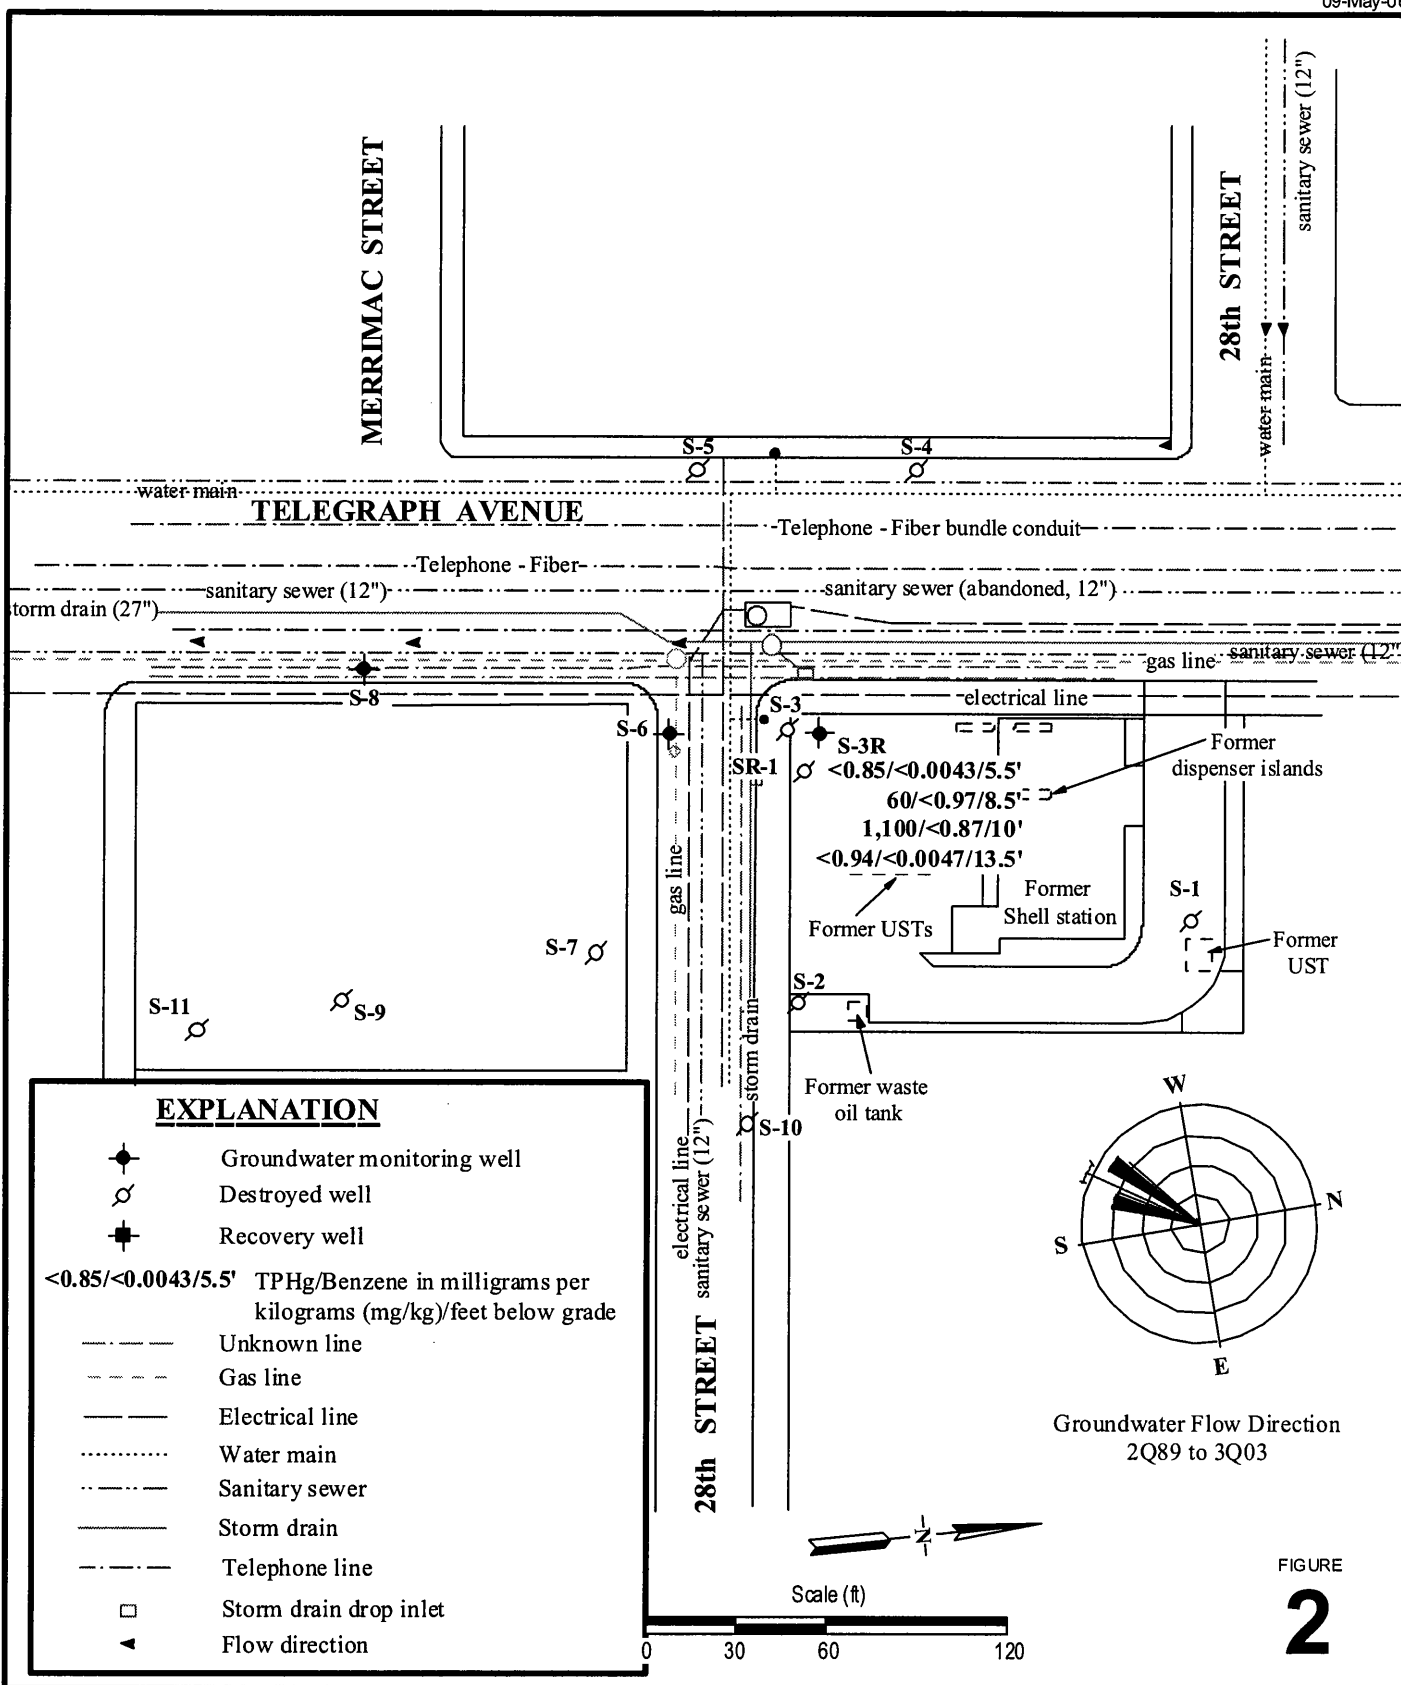 MERRIMAC STREET
28th STREET
sanitary sewer (12")
water main
S-5
S-4
water main
TELEGRAPH AVENUE
Telephone - Fiber bundle conduit
Telephone - Fiber
sanitary sewer (12")
sanitary sewer (abandoned, 12")
storm drain (27")
gas line
sanitary sewer (12"
electrical line
S-8
S-3
S-6
S-3R
SR-1
<0.85/<0.0043/5.5'
60/<0.97/8.5'
1,100/<0.87/10'
<0.94/<0.0047/13.5'
Former
dispenser islands
gas line
Former USTs
Former
Shell station
S-1
Former
UST
S-7
S-2
S-11
S-9
storm drain
Former waste
oil tank
S-10
electrical line
sanitary sewer (12")
28th STREET
EXPLANATION
Groundwater monitoring well
Destroyed well
Recovery well
<0.85/<0.0043/5.5' TPHg/Benzene in milligrams per
kilograms (mg/kg)/feet below grade
Unknown line
Gas line
Electrical line
Water main
Sanitary sewer
Storm drain
Telephone line
Storm drain drop inlet
Flow direction
W
N
S
E
Groundwater Flow Direction
2Q89 to 3Q03
N
Scale (ft)
0 30 60 120
FIGURE
2